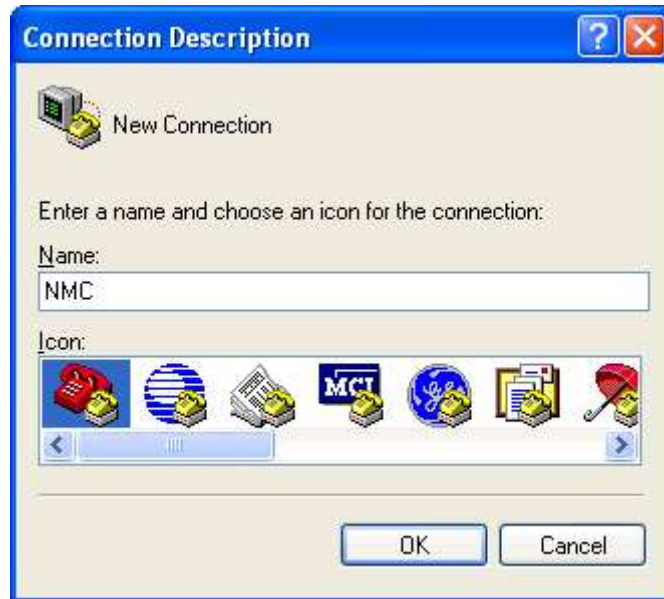 Connection Description
New Connection
Enter a name and choose an icon for the connection:
Name:
NMC
Icon:
MCI
OK
Cancel